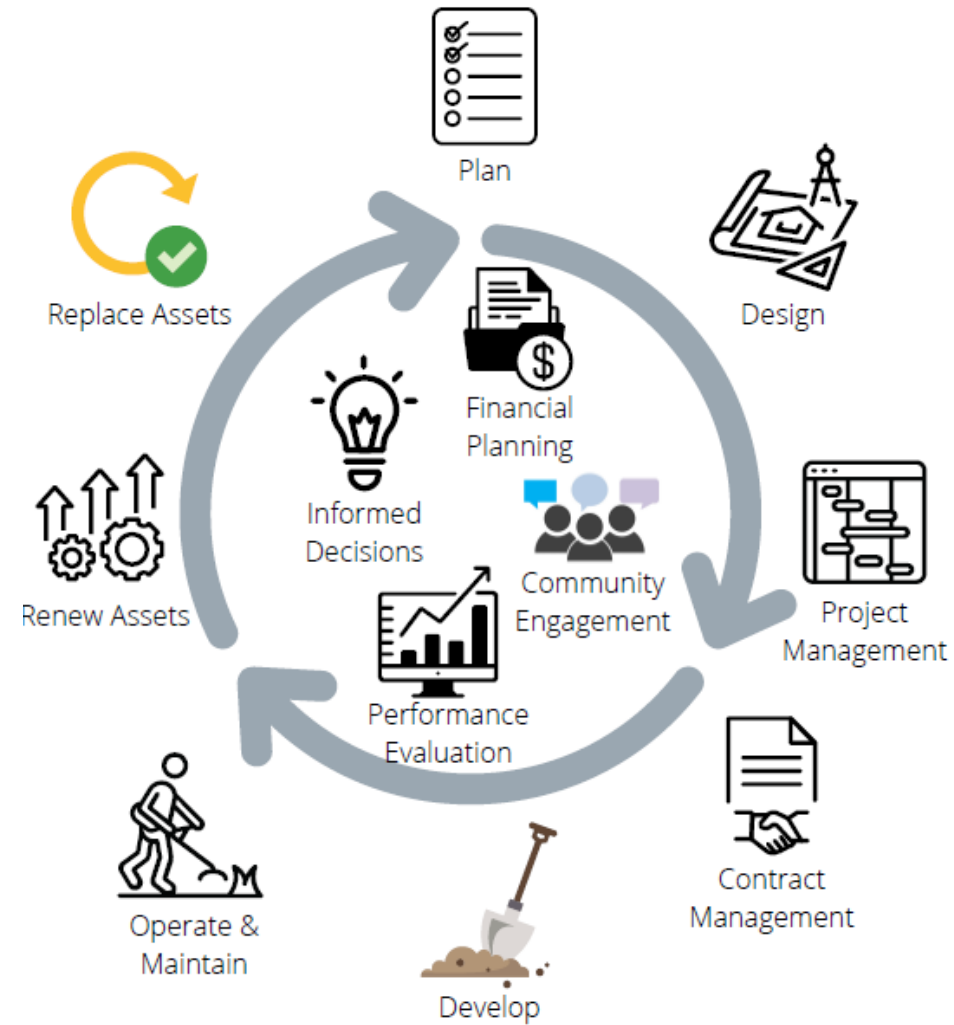 Plan
Design
Replace Assets
Financial
Planning
Informed
Decisions
Community
Engagement
Renew Assets
Project
Management
Performance
Evaluation
Contract
Management
Operate &
Maintain
Develop
$